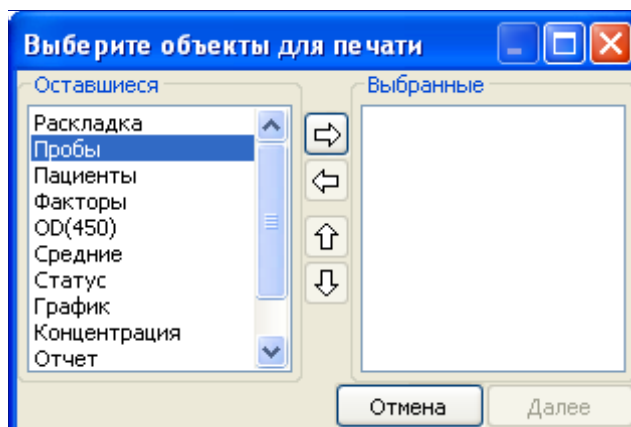 Выберите объекты для печати
Оставшиеся
Выбранные
Раскладка
Пробы
Пациенты
Факторы
OD(450)
Средние
Статус
График
Концентрация
Отчет
Отмена
Далее